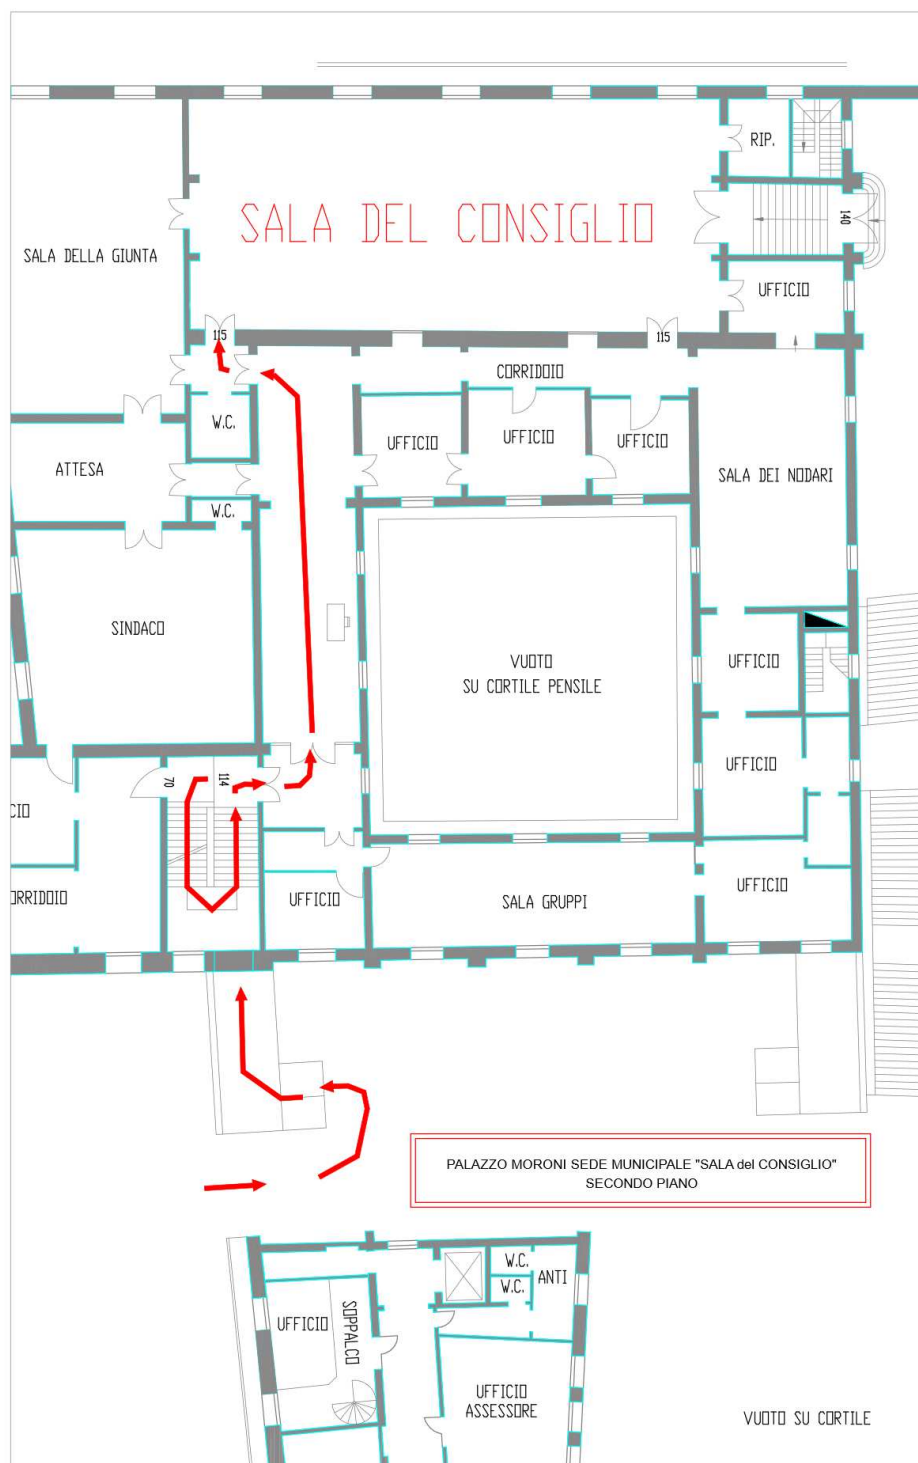 RIP.
140
SALA DEL CONSIGLIO
SALA DELLA GIUNTA
UFFICIO
115
115
CORRIDOIO
W.C.
UFFICIO
UFFICIO
UFFICIO
ATTESA
SALA DEI NODARI
W.C.
SINDACO
UFFICIO
VUOTO
SU CORTILE PENSILE
UFFICIO
70
114
CIO
UFFICIO
ORRIDOIO
UFFICIO
SALA GRUPPI
PALAZZO MORONI SEDE MUNICIPALE "SALA del CONSIGLIO"
SECONDO PIANO
W.C.
ANTI
W.C.
UFFICIO
SOPPALCO
UFFICIO
ASSESSORE
VUOTO SU CORTILE